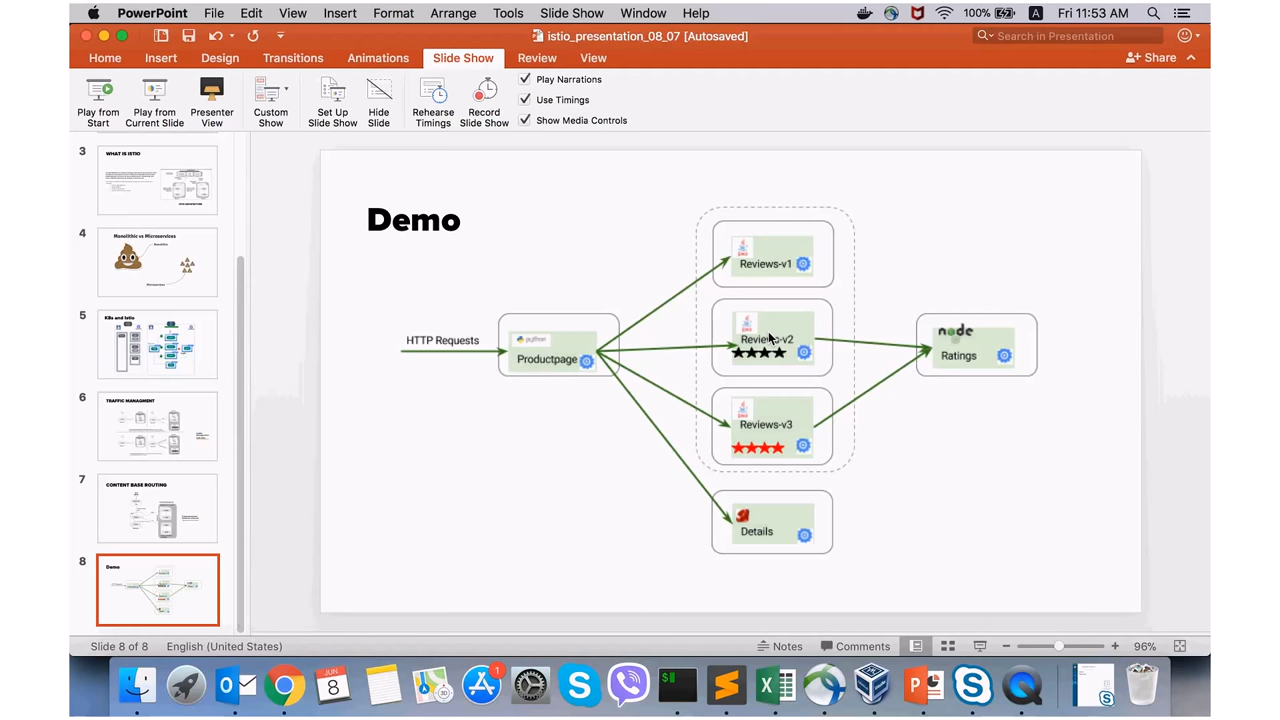 PowerPoint File Edit View Insert Format Arrange Tools Slide Show Window Help 100% A Fri 11:53 AM
istio_presentation_08_07 [Autosaved] Search in Presentation
Home Insert Design Transitions Animations Slide Show Review View Share
Play from Start
Play from Current Slide
Presenter View
Custom Show
Set Up Slide Show
Hide Slide
Rehearse Timings
Record Slide Show
Play Narrations
Use Timings
Show Media Controls
3
WHAT IS ISTIO
4
Monolithic vs Microservices
5
K8s and Istio
6
TRAFFIC MANAGMENT
7
CONTENT BASE ROUTING
8
Demo
Demo
HTTP Requests
python
Productpage
Reviews-v1
Reviews-v2
Reviews-v3
Details
node
Ratings
Slide 8 of 8 English (United States) Notes Comments 96%
JUN
8
1